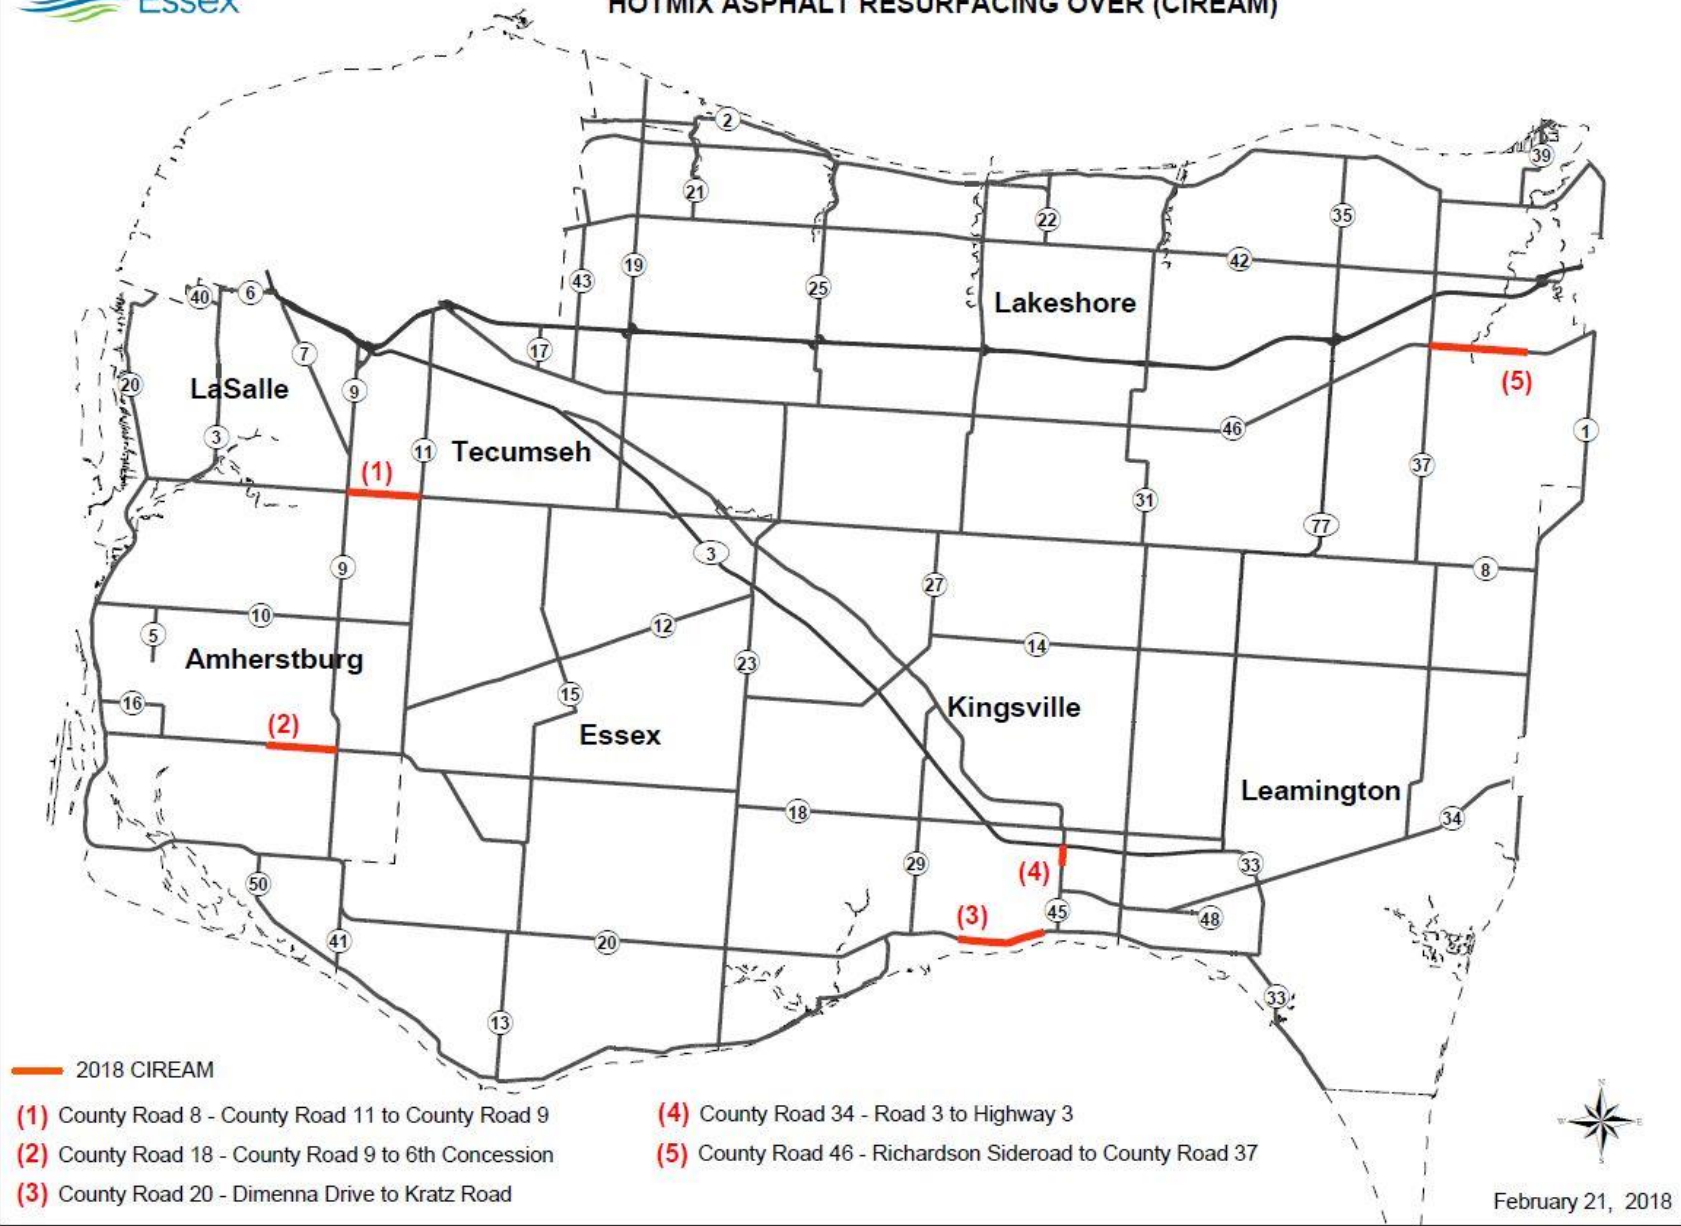 Essex
HOTMIX ASPHALT RESURFACING OVER (CIREAM)
2
39
21
22
35
42
19
43
25
Lakeshore
40
6
7
17
20
LaSalle
9
(5)
3
11
Tecumseh
46
1
37
(1)
31
77
3
9
27
8
10
12
5
14
Amherstburg
23
16
15
Kingsville
(2)
Essex
Leamington
18
34
29
33
(4)
50
45
48
(3)
41
20
33
13
2018 CIREAM
(1) County Road 8 - County Road 11 to County Road 9
(2) County Road 18 - County Road 9 to 6th Concession
(3) County Road 20 - Dimenna Drive to Kratz Road
(4) County Road 34 - Road 3 to Highway 3
(5) County Road 46 - Richardson Sideroad to County Road 37
N
W
E
S
February 21, 2018